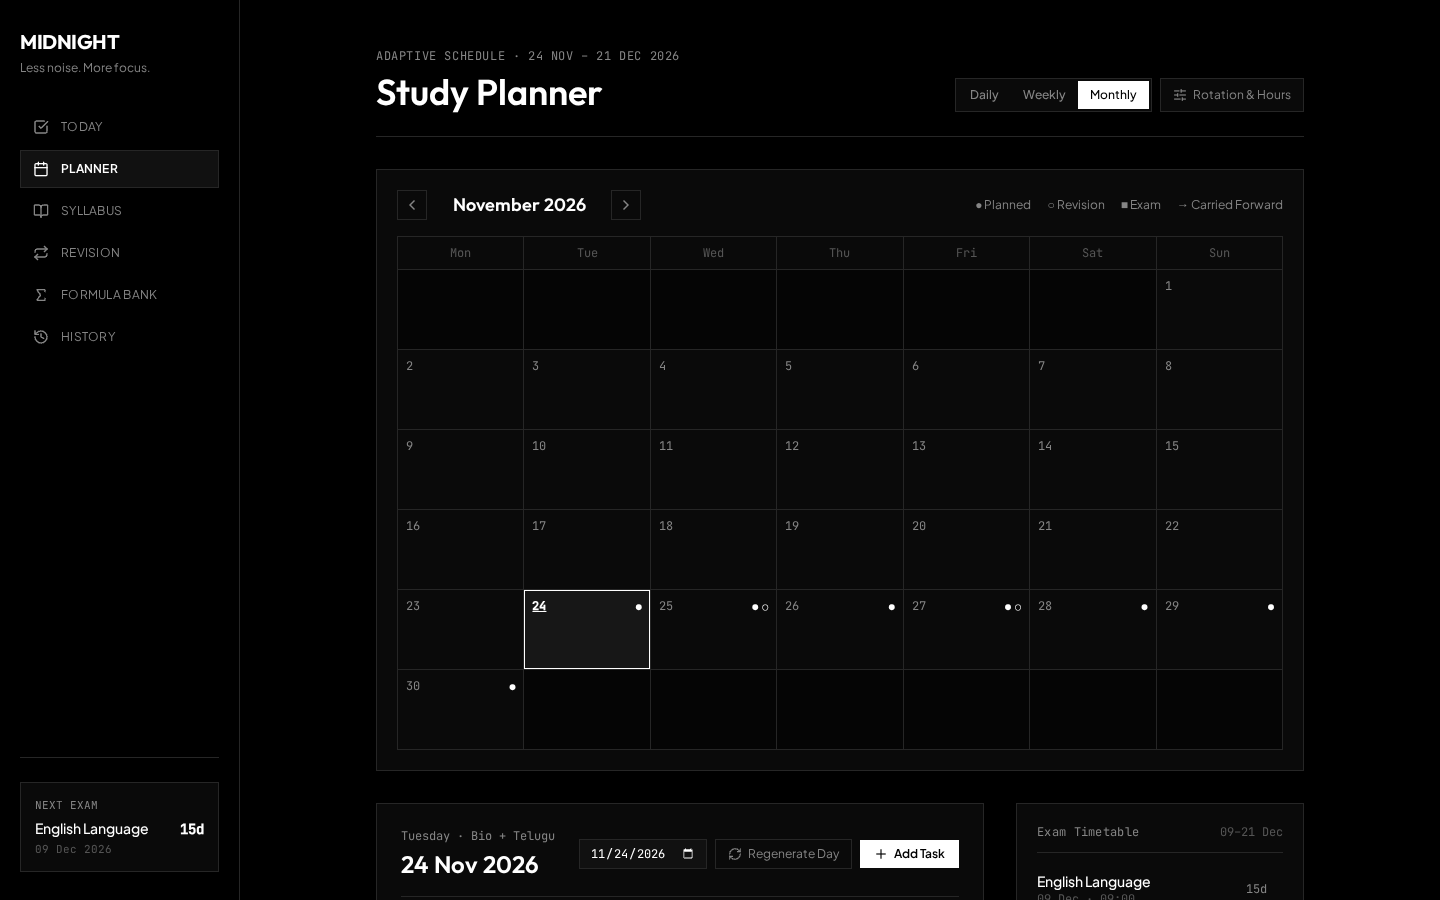 MIDNIGHT
Less noise. More focus.
TODAY
PLANNER
SYLLABUS
REVISION
FORMULA BANK
HISTORY
NEXT EXAM
English Language 15d
09 Dec 2026
ADAPTIVE SCHEDULE · 24 NOV – 21 DEC 2026
Study Planner
Daily Weekly Monthly
Rotation & Hours
November 2026
● Planned ○ Revision ■ Exam → Carried Forward
Mon Tue Wed Thu Fri Sat Sun
1
2 3 4 5 6 7 8
9 10 11 12 13 14 15
16 17 18 19 20 21 22
23 24 ● 25 ● ○ 26 ● 27 ● ○ 28 ● 29 ●
30 ●
Tuesday · Bio + Telugu
24 Nov 2026
11/24/2026
Regenerate Day
Add Task
Exam Timetable 09–21 Dec
English Language 15d
09 Dec · 09:00